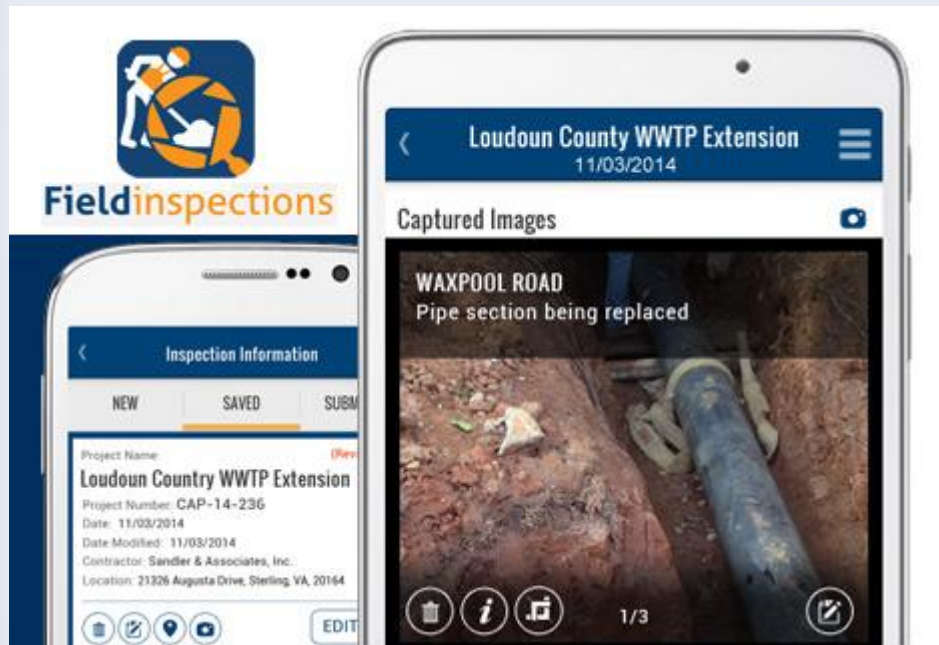 Fieldinspections
Loudoun County WWTP Extension
11/03/2014
Captured Images
WAXPOOL ROAD
Pipe section being replaced
1/3
Inspection Information
NEW SAVED
Project Name
Loudoun Country WWTP Extension
Project Number: CAP-14-236
Date: 11/03/2014
Date Modified: 11/03/2014
Contractor: Sandler & Associates, Inc.
Location: 21326 Augusta Drive, Sterling, VA, 20164
EDIT